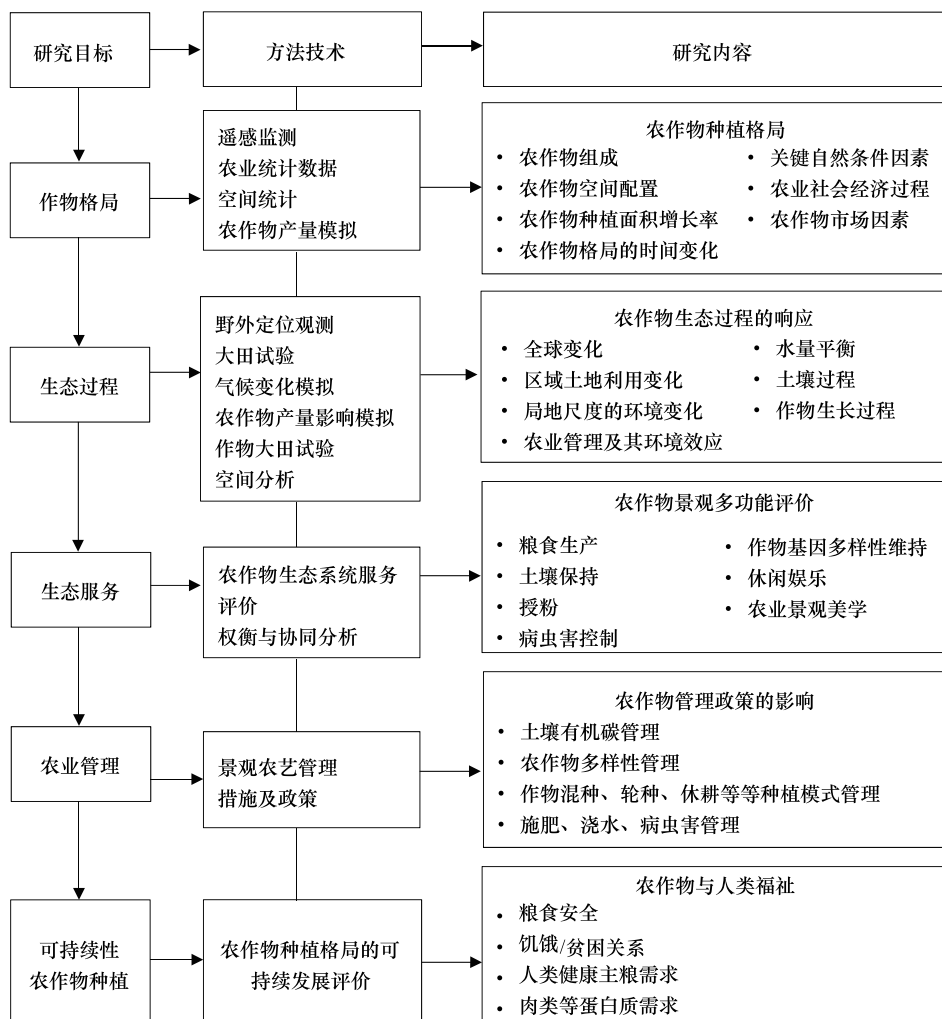 研究目标
方法技术
研究内容
作物格局
遥感监测
农业统计数据
空间统计
农作物产量模拟
农作物种植格局
• 农作物组成
• 农作物空间配置
• 农作物种植面积增长率
• 农作物格局的时间变化
• 关键自然条件因素
• 农业社会经济过程
• 农作物市场因素
生态过程
野外定位观测
大田试验
气候变化模拟
农作物产量影响模拟
作物大田试验
空间分析
农作物生态过程的响应
• 全球变化
• 区域土地利用变化
• 局地尺度的环境变化
• 农业管理及其环境效应
• 水量平衡
• 土壤过程
• 作物生长过程
生态服务
农作物生态系统服务
评价
权衡与协同分析
农作物景观多功能评价
• 粮食生产
• 土壤保持
• 授粉
• 病虫害控制
• 作物基因多样性维持
• 休闲娱乐
• 农业景观美学
农业管理
景观农艺管理
措施及政策
农作物管理政策的影响
• 土壤有机碳管理
• 农作物多样性管理
• 作物混种、轮种、休耕等等种植模式管理
• 施肥、浇水、病虫害管理
可持续性
农作物种植
农作物种植格局的可
持续发展评价
农作物与人类福祉
• 粮食安全
• 饥饿/贫困关系
• 人类健康主粮需求
• 肉类等蛋白质需求